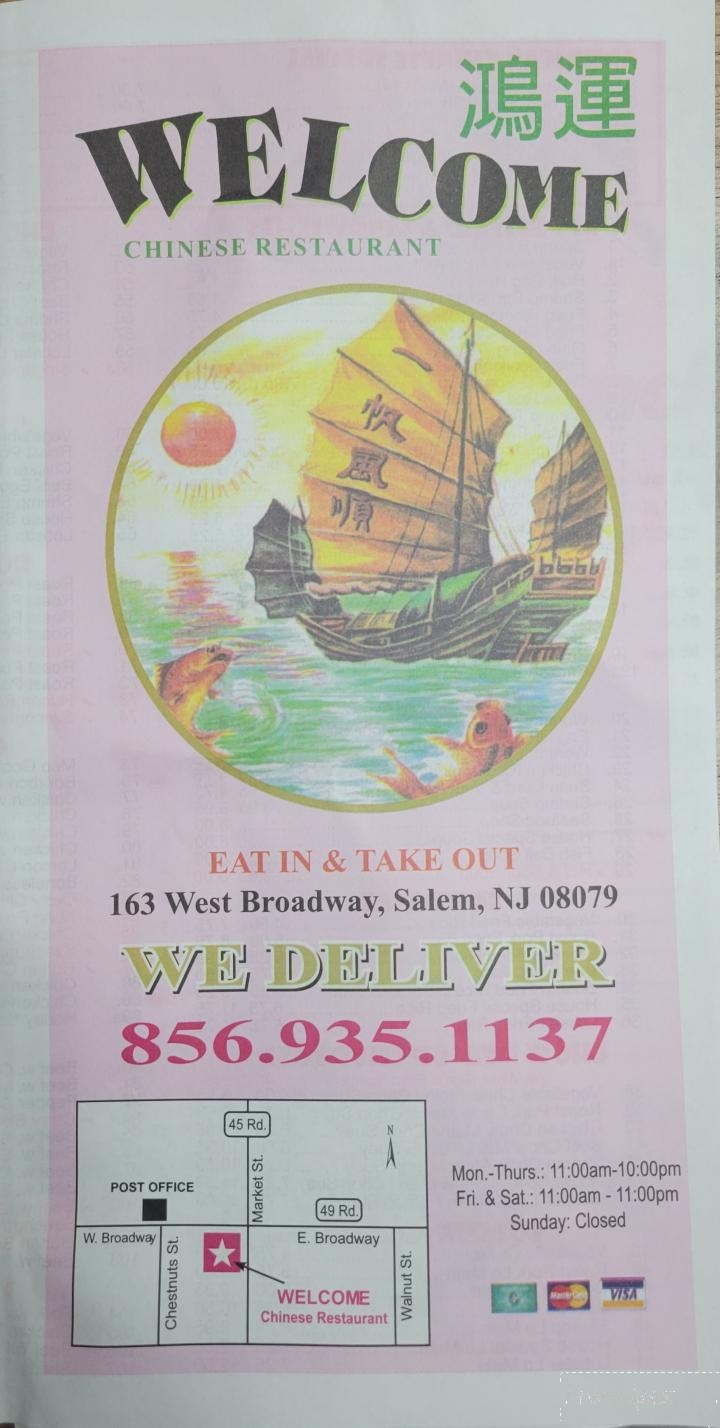 鴻運
WELCOME
CHINESE RESTAURANT
一帆風順
EAT IN & TAKE OUT
163 West Broadway, Salem, NJ 08079
WE DELIVER
856.935.1137
45 Rd.
N
Market St.
POST OFFICE
49 Rd.
W. Broadway
E. Broadway
Chestnuts St.
Walnut St.
WELCOME
Chinese Restaurant
Mon.-Thurs.: 11:00am-10:00pm
Fri. & Sat.: 11:00am - 11:00pm
Sunday: Closed
MasterCard
VISA